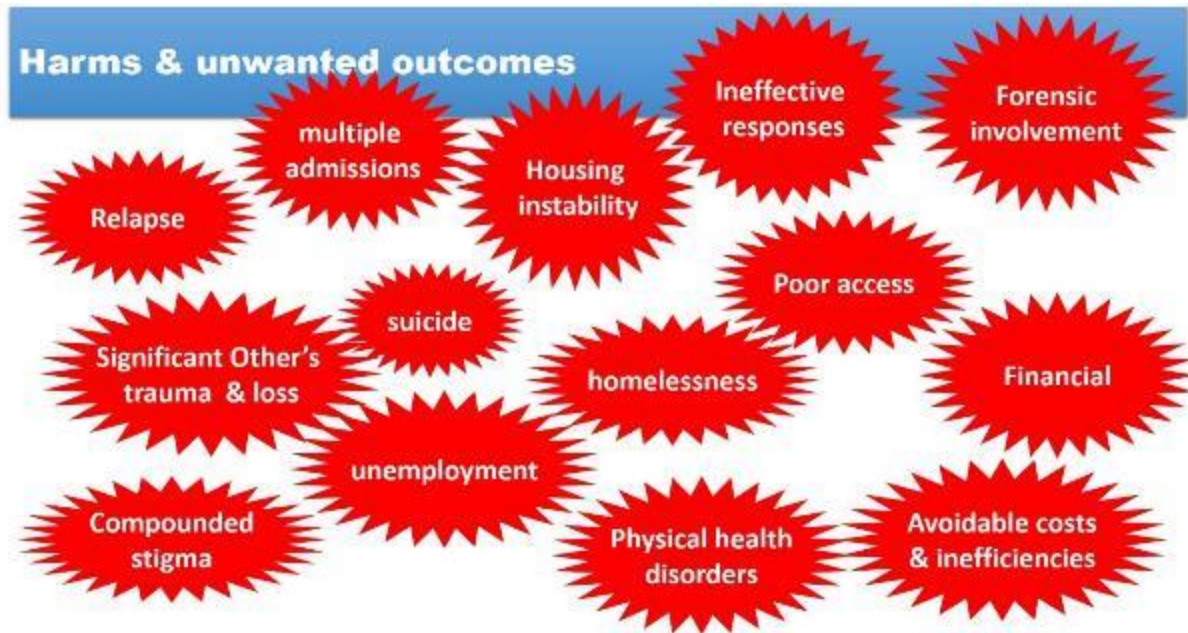 Harms & unwanted outcomes
multiple
admissions
Housing
instability
Ineffective
responses
Forensic
involvement
Relapse
Poor access
suicide
Significant Other’s
trauma & loss
homelessness
Financial
unemployment
Compounded
stigma
Physical health
disorders
Avoidable costs
& inefficiencies